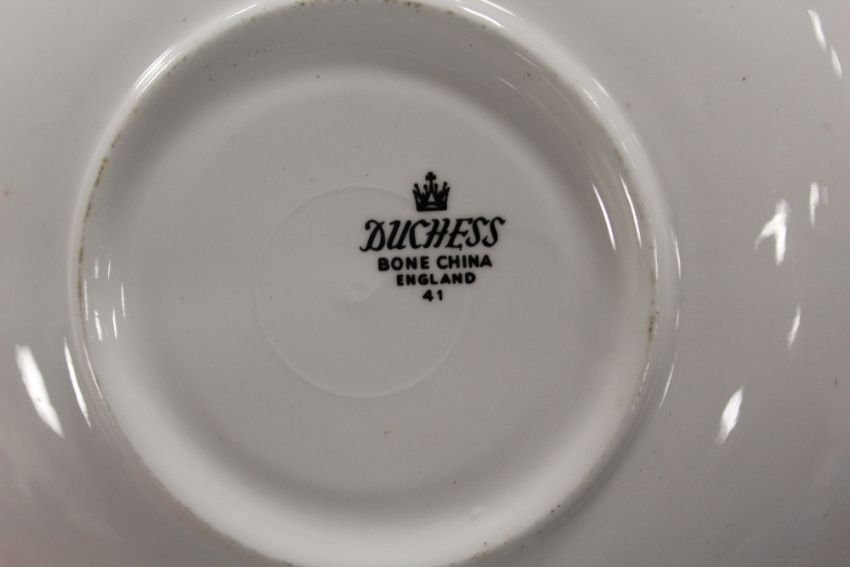 DUCHESS
BONE CHINA
ENGLAND
41